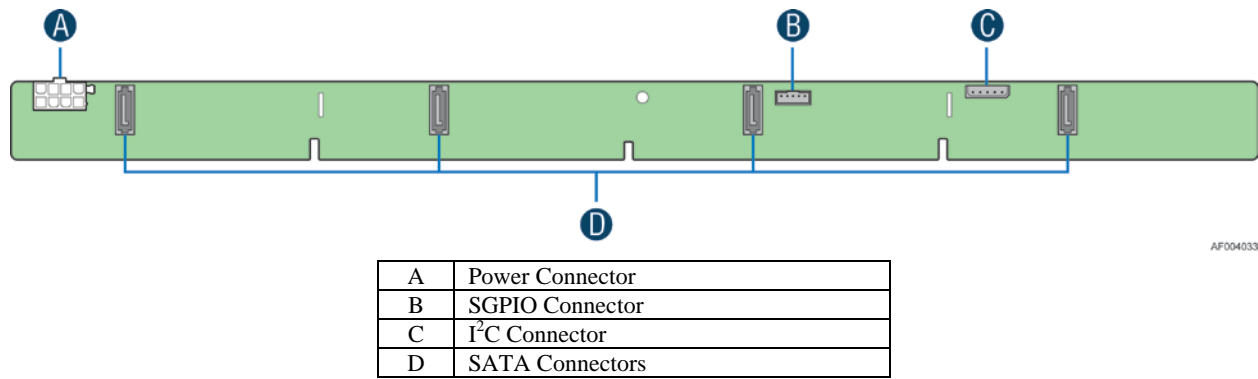 A
B
C
D
AF004033
A Power Connector
B SGPIO Connector
C I²C Connector
D SATA Connectors